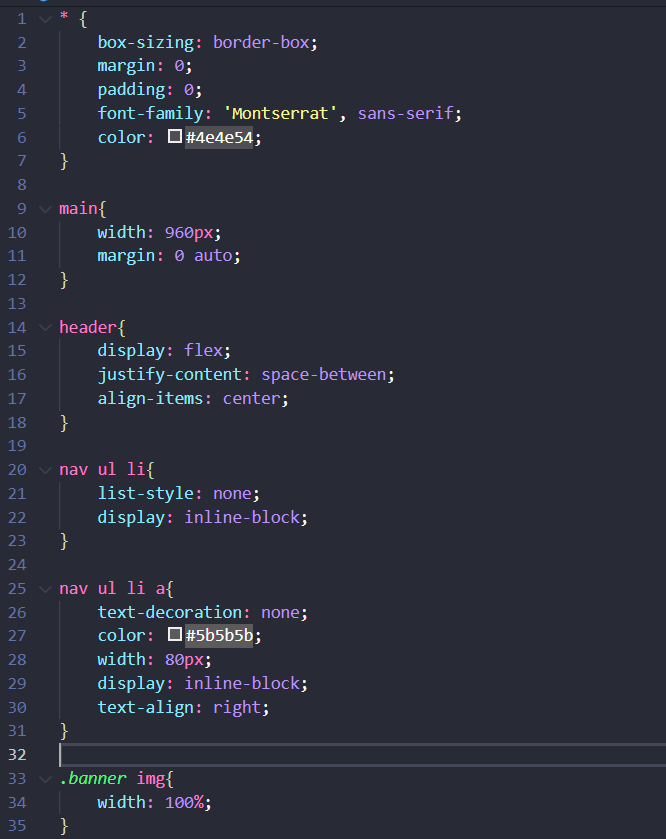 1 * {
2 box-sizing: border-box;
3 margin: 0;
4 padding: 0;
5 font-family: 'Montserrat', sans-serif;
6 color: #4e4e54;
7 }
8
9 main{
10 width: 960px;
11 margin: 0 auto;
12 }
13
14 header{
15 display: flex;
16 justify-content: space-between;
17 align-items: center;
18 }
19
20 nav ul li{
21 list-style: none;
22 display: inline-block;
23 }
24
25 nav ul li a{
26 text-decoration: none;
27 color: #5b5b5b;
28 width: 80px;
29 display: inline-block;
30 text-align: right;
31 }
32
33 .banner img{
34 width: 100%;
35 }